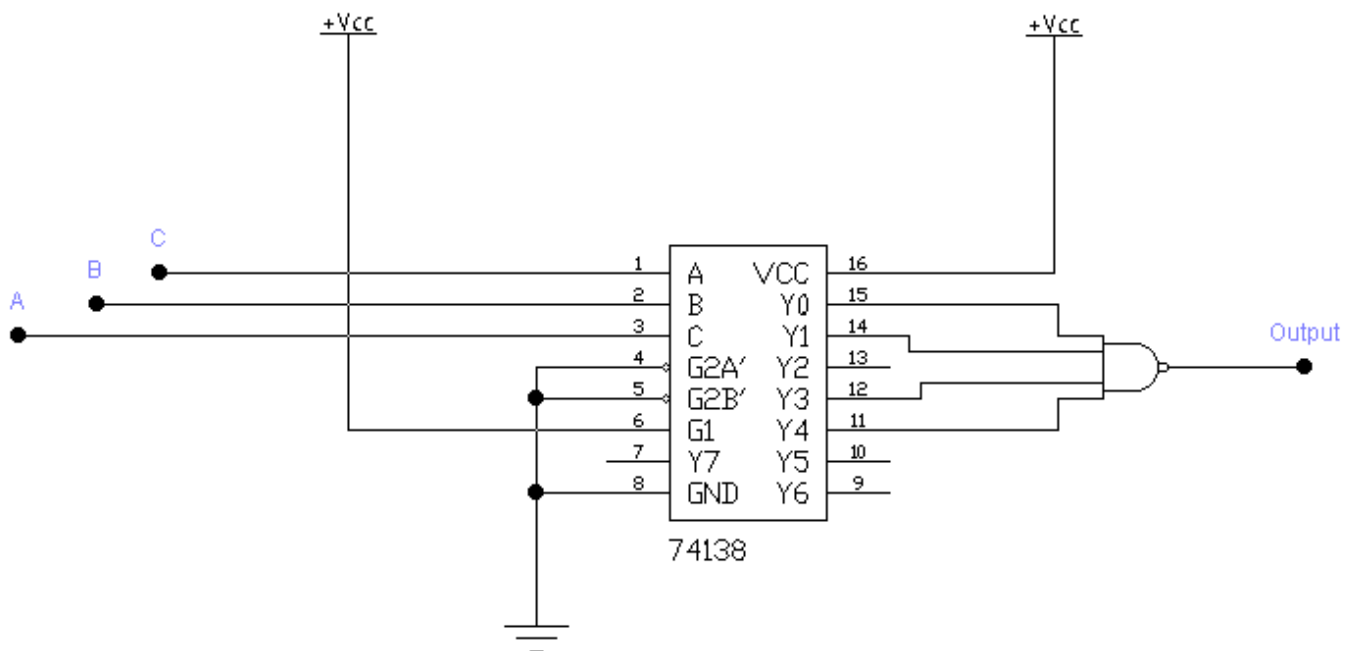 +Vcc +Vcc
C
B
A
1 A VCC 16
2 B Y0 15
3 C Y1 14
4 G2A' Y2 13
5 G2B' Y3 12
6 G1 Y4 11
7 Y7 Y5 10
8 GND Y6 9
Output
74138